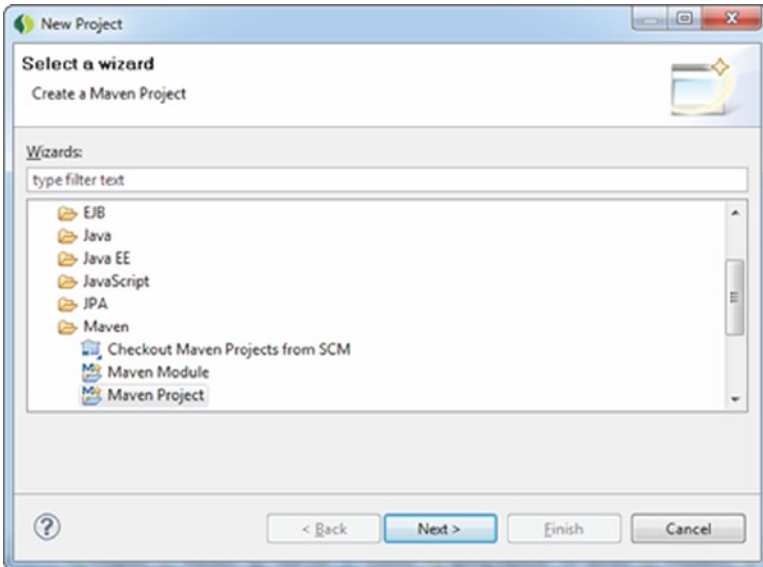 New Project
Select a wizard
Create a Maven Project
Wizards:
type filter text
EJB
Java
Java EE
JavaScript
JPA
Maven
Checkout Maven Projects from SCM
Maven Module
Maven Project
< Back
Next >
Finish
Cancel